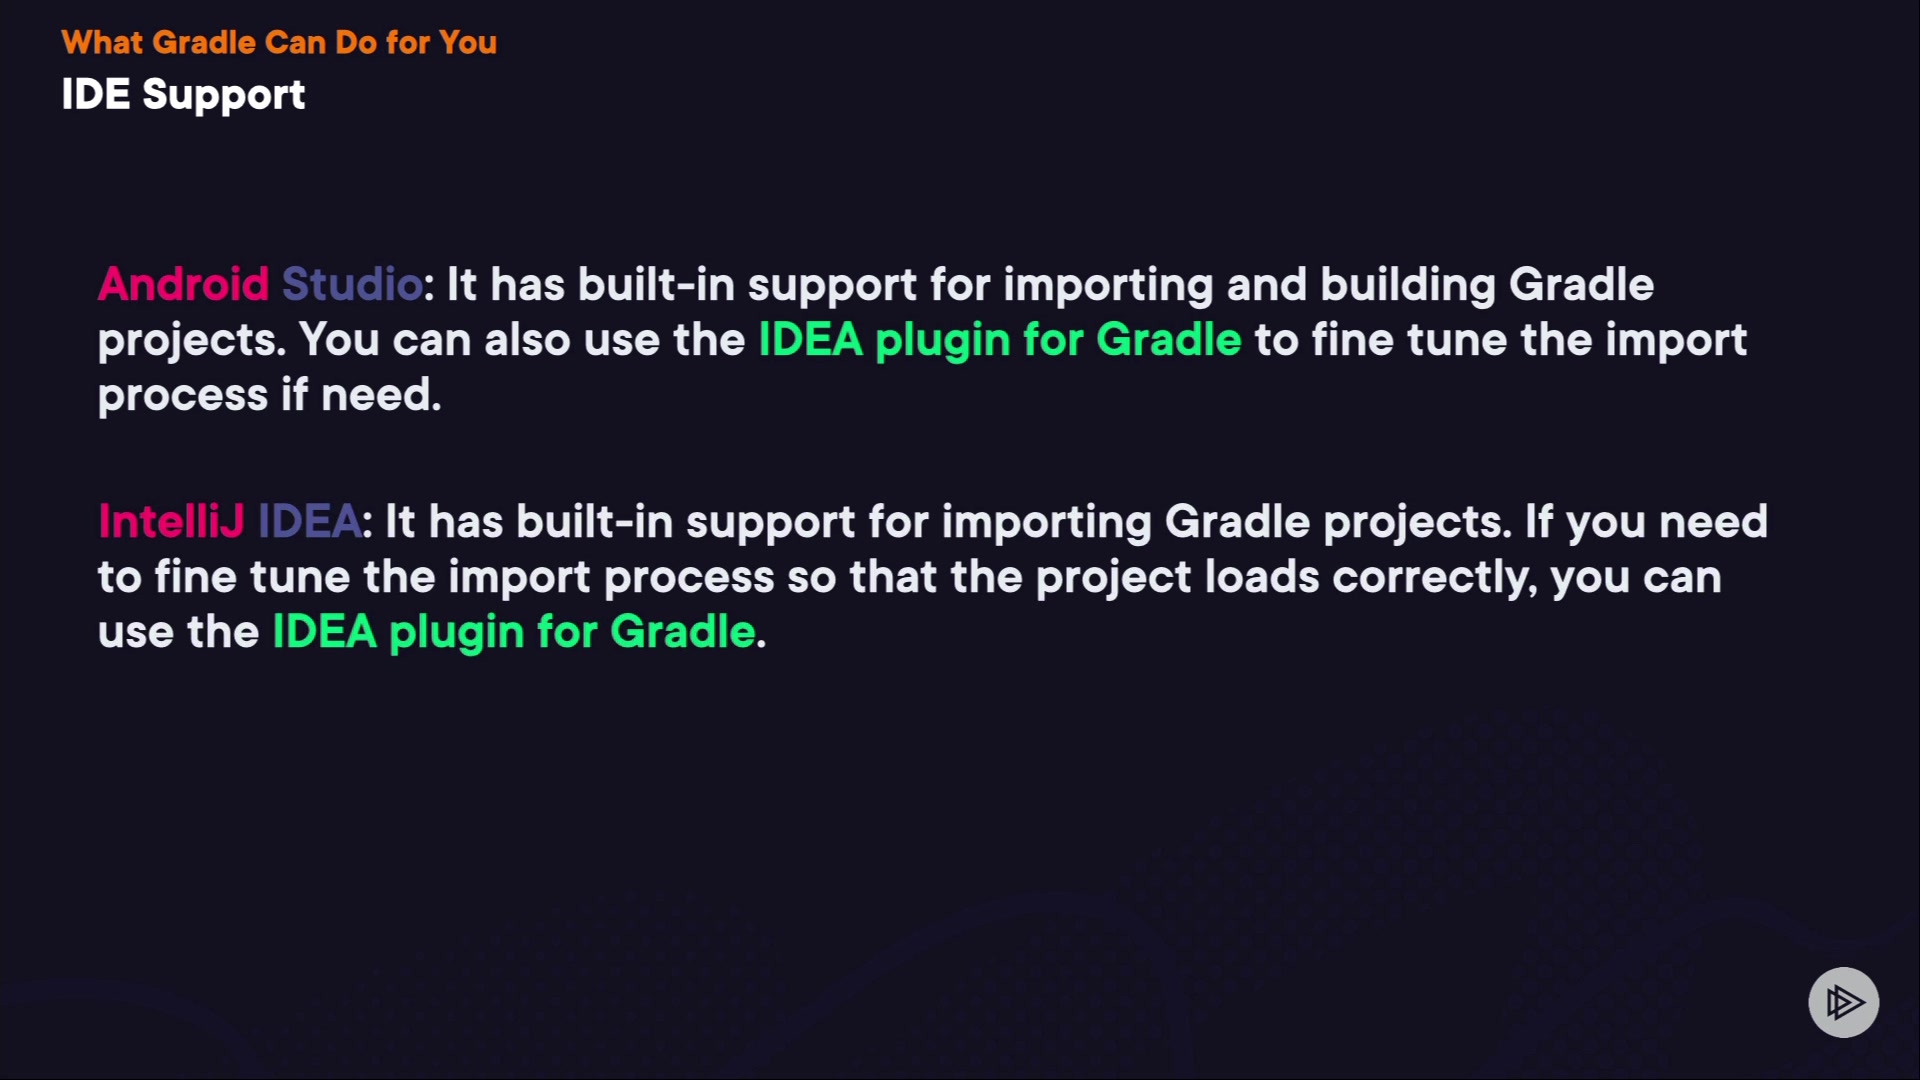 What Gradle Can Do for You
IDE Support
Android Studio: It has built-in support for importing and building Gradle
projects. You can also use the IDEA plugin for Gradle to fine tune the import
process if need.
IntelliJ IDEA: It has built-in support for importing Gradle projects. If you need
to fine tune the import process so that the project loads correctly, you can
use the IDEA plugin for Gradle.